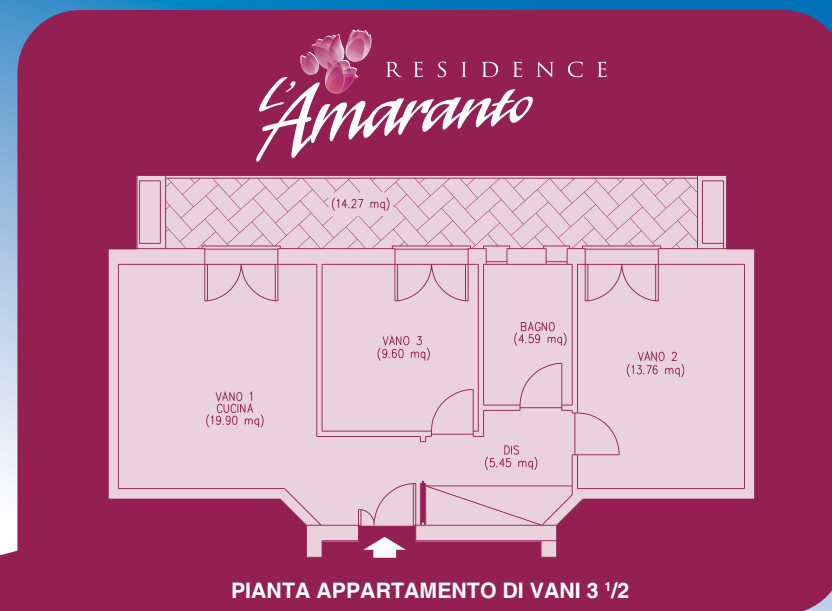 RESIDENCE
L'Amaranto
(14.27 mq)
BAGNO
(4.59 mq)
VANO 3
(9.60 mq)
VANO 2
(13.76 mq)
VANO 1
CUCINA
(19.90 mq)
DIS
(5.45 mq)
PIANTA APPARTAMENTO DI VANI 3 1/2